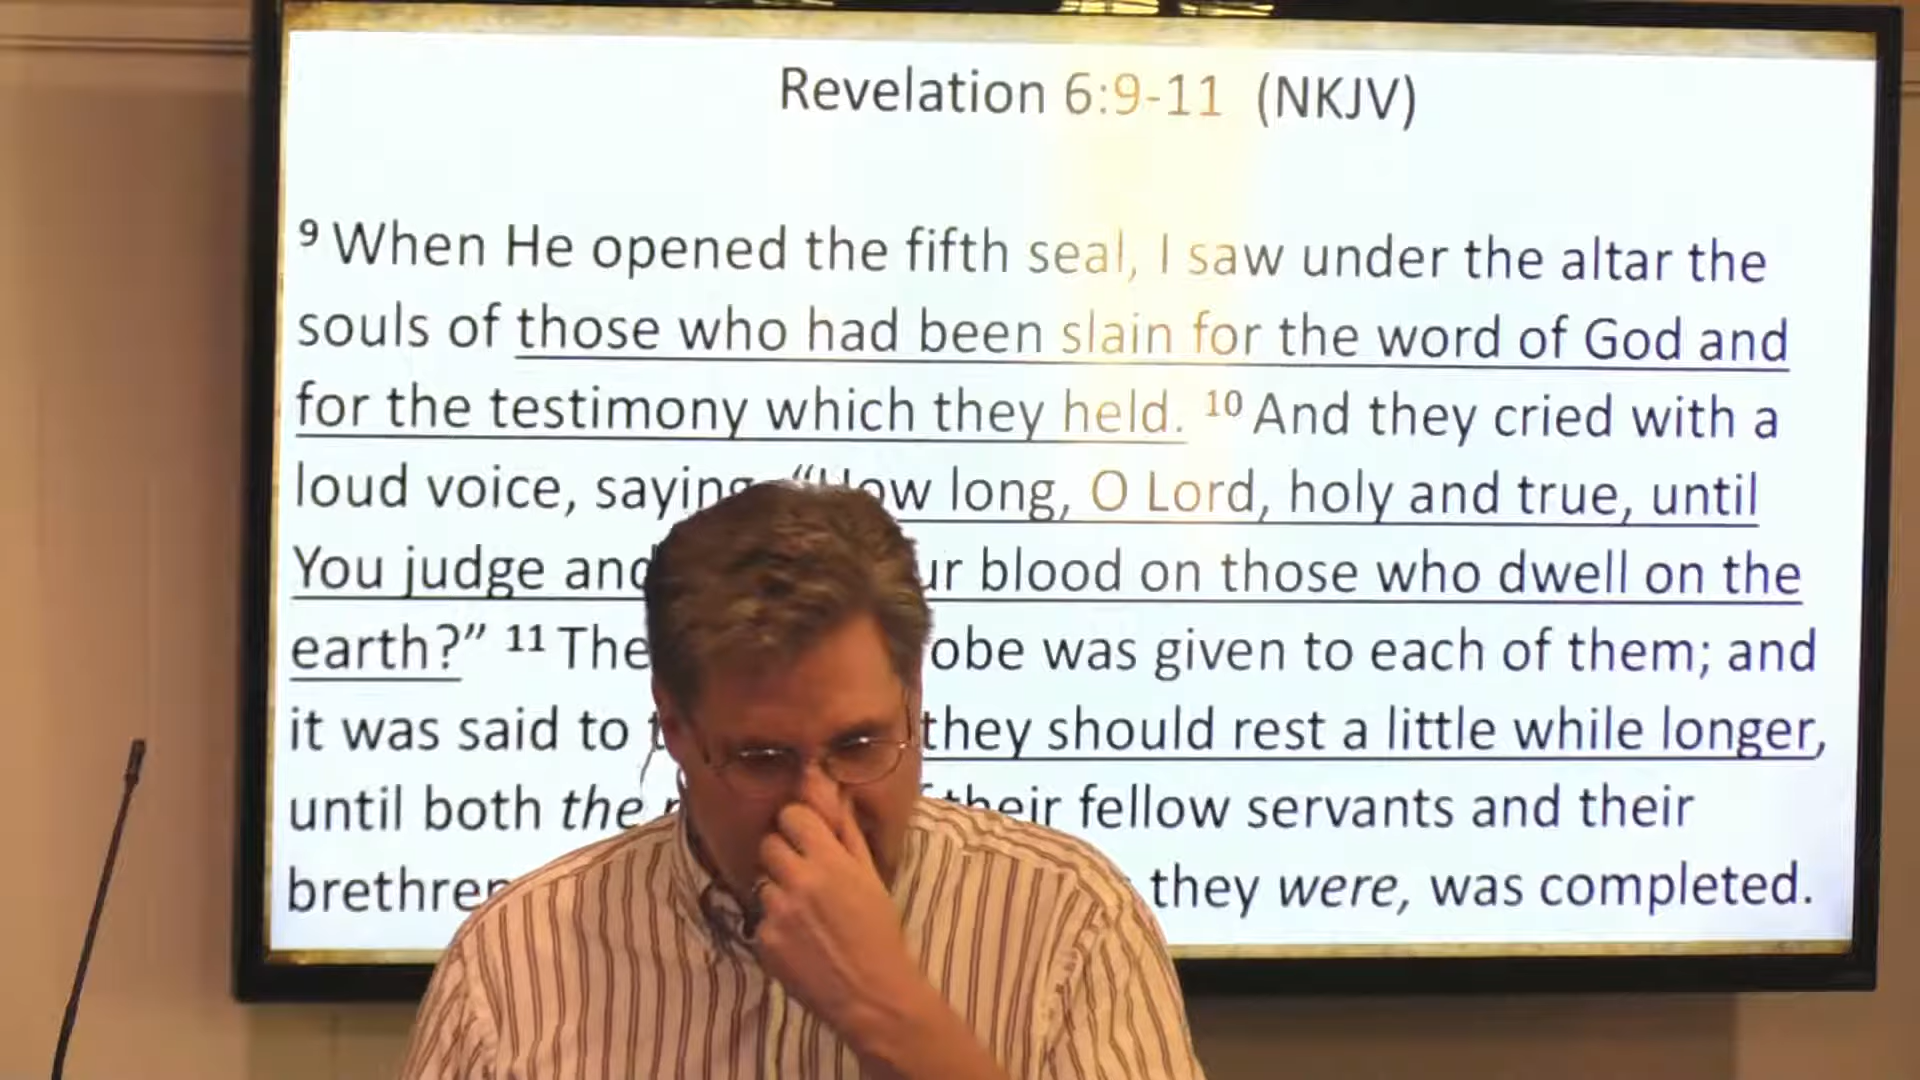 Revelation 6:9-11 (NKJV)
9 When He opened the fifth seal, I saw under the altar the
souls of those who had been slain for the word of God and
for the testimony which they held. 10 And they cried with a
loud voice, saying, “How long, O Lord, holy and true, until
You judge and blood on those who dwell on the
earth?” 11 was given to each of them; and
it was said to they should rest a little while longer,
until both the their fellow servants and their
they were, was completed.